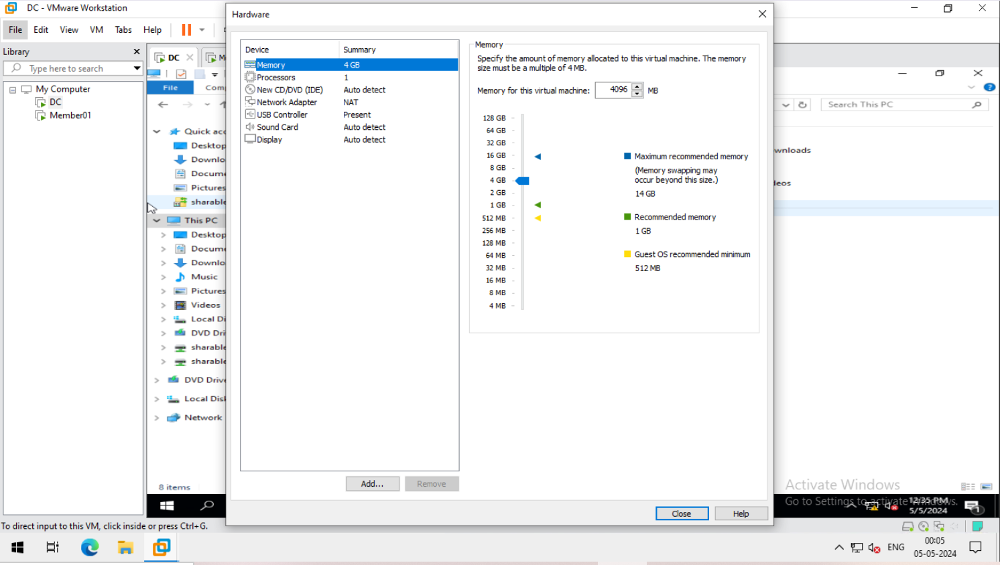 DC - VMware Workstation
File Edit View VM Tabs Help
Library
Type here to search
My Computer
DC
Member01
DC
File
Quick acc
Desktop
Downlo
Docume
Pictures
sharable
This PC
Desktop
Docume
Downlo
Music
Pictures
Videos
Local Di
DVD Dri
sharable
sharable
DVD Drive
Local Disk
Network
8 items
Hardware
Device Summary
Memory 4 GB
Processors 1
New CD/DVD (IDE) Auto detect
Network Adapter NAT
USB Controller Present
Sound Card Auto detect
Display Auto detect
Add...
Remove
Memory
Specify the amount of memory allocated to this virtual machine. The memory
size must be a multiple of 4 MB.
Memory for this virtual machine: 4096 MB
128 GB
64 GB
32 GB
16 GB
8 GB
4 GB
2 GB
1 GB
512 MB
256 MB
128 MB
64 MB
32 MB
16 MB
8 MB
4 MB
Maximum recommended memory
(Memory swapping may
occur beyond this size.)
14 GB
Recommended memory
1 GB
Guest OS recommended minimum
512 MB
Close
Help
Search This PC
wnloads
deos
Activate Windows
Go to Settings to activate Windows.
12:35 PM
5/5/2024
1
To direct input to this VM, click inside or press Ctrl+G.
ENG
00:05
05-05-2024